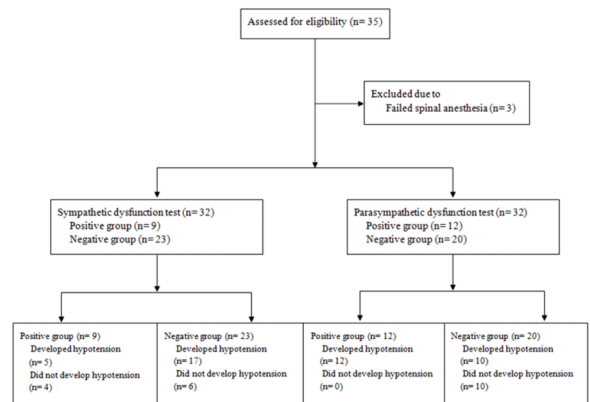 Assessed for eligibility (n= 35)
Excluded due to
Failed spinal anesthesia (n= 3)
Sympathetic dysfunction test (n= 32)
Positive group (n= 9)
Negative group (n= 23)
Parasympathetic dysfunction test (n= 32)
Positive group (n= 12)
Negative group (n= 20)
Positive group (n= 9)
Developed hypotension
(n= 5)
Did not develop hypotension
(n= 4)
Negative group (n= 23)
Developed hypotension
(n= 17)
Did not develop hypotension
(n= 6)
Positive group (n= 12)
Developed hypotension
(n= 12)
Did not develop hypotension
(n= 0)
Negative group (n= 20)
Developed hypotension
(n= 10)
Did not develop hypotension
(n= 10)